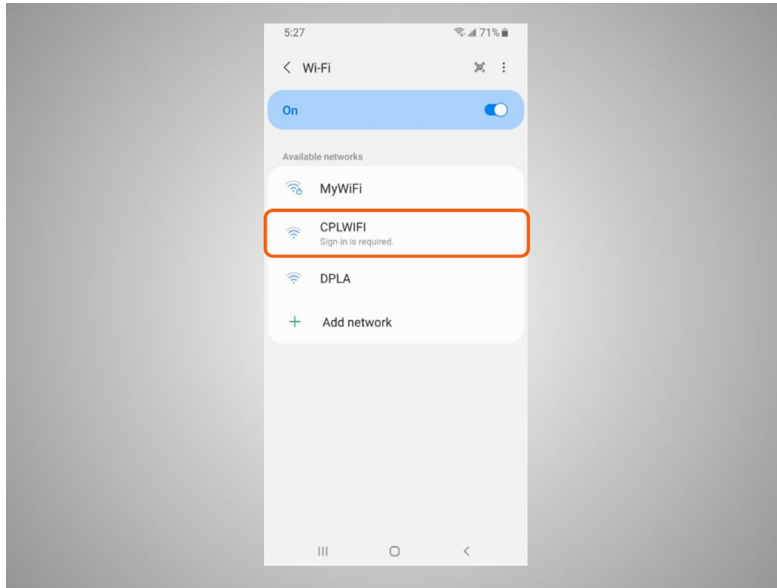 5:27 71%
Wi-Fi
On
Available networks
MyWiFi
CPLWIFI
Sign-in is required.
DPLA
Add network